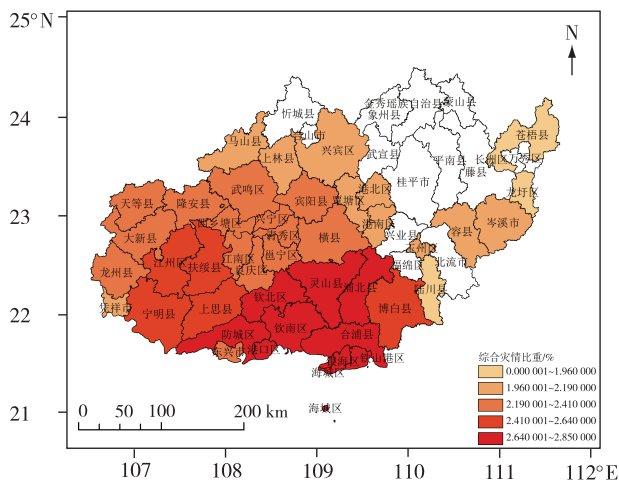 25°N
N
24
23
22
21
忻城县
金秀瑶族自治县
蒙山县
象州县
苍梧县
马山县
上林县
兴宾区
武宣县
平南县
长洲区
万秀区
藤县
龙圩区
天等县
隆安县
武鸣区
宾阳县
覃塘区
港北区
桂平市
岑溪市
西乡塘区
兴宁区
青秀区
横县
港南区
兴业县
玉州区
容县
大新县
江州区
扶绥县
江南区
良庆区
邕宁区
福绵区
北流市
龙州县
凭祥市
宁明县
上思县
钦北区
灵山县
浦北县
博白县
陆川县
防城区
钦南区
合浦县
东兴市
港口区
银海区
铁山港区
海城区
海城区
0 50 100 200 km
综合灾情比重/%
0.000 001~1.960 000
1.960 001~2.190 000
2.190 001~2.410 000
2.410 001~2.640 000
2.640 001~2.850 000
107 108 109 110 111 112°E